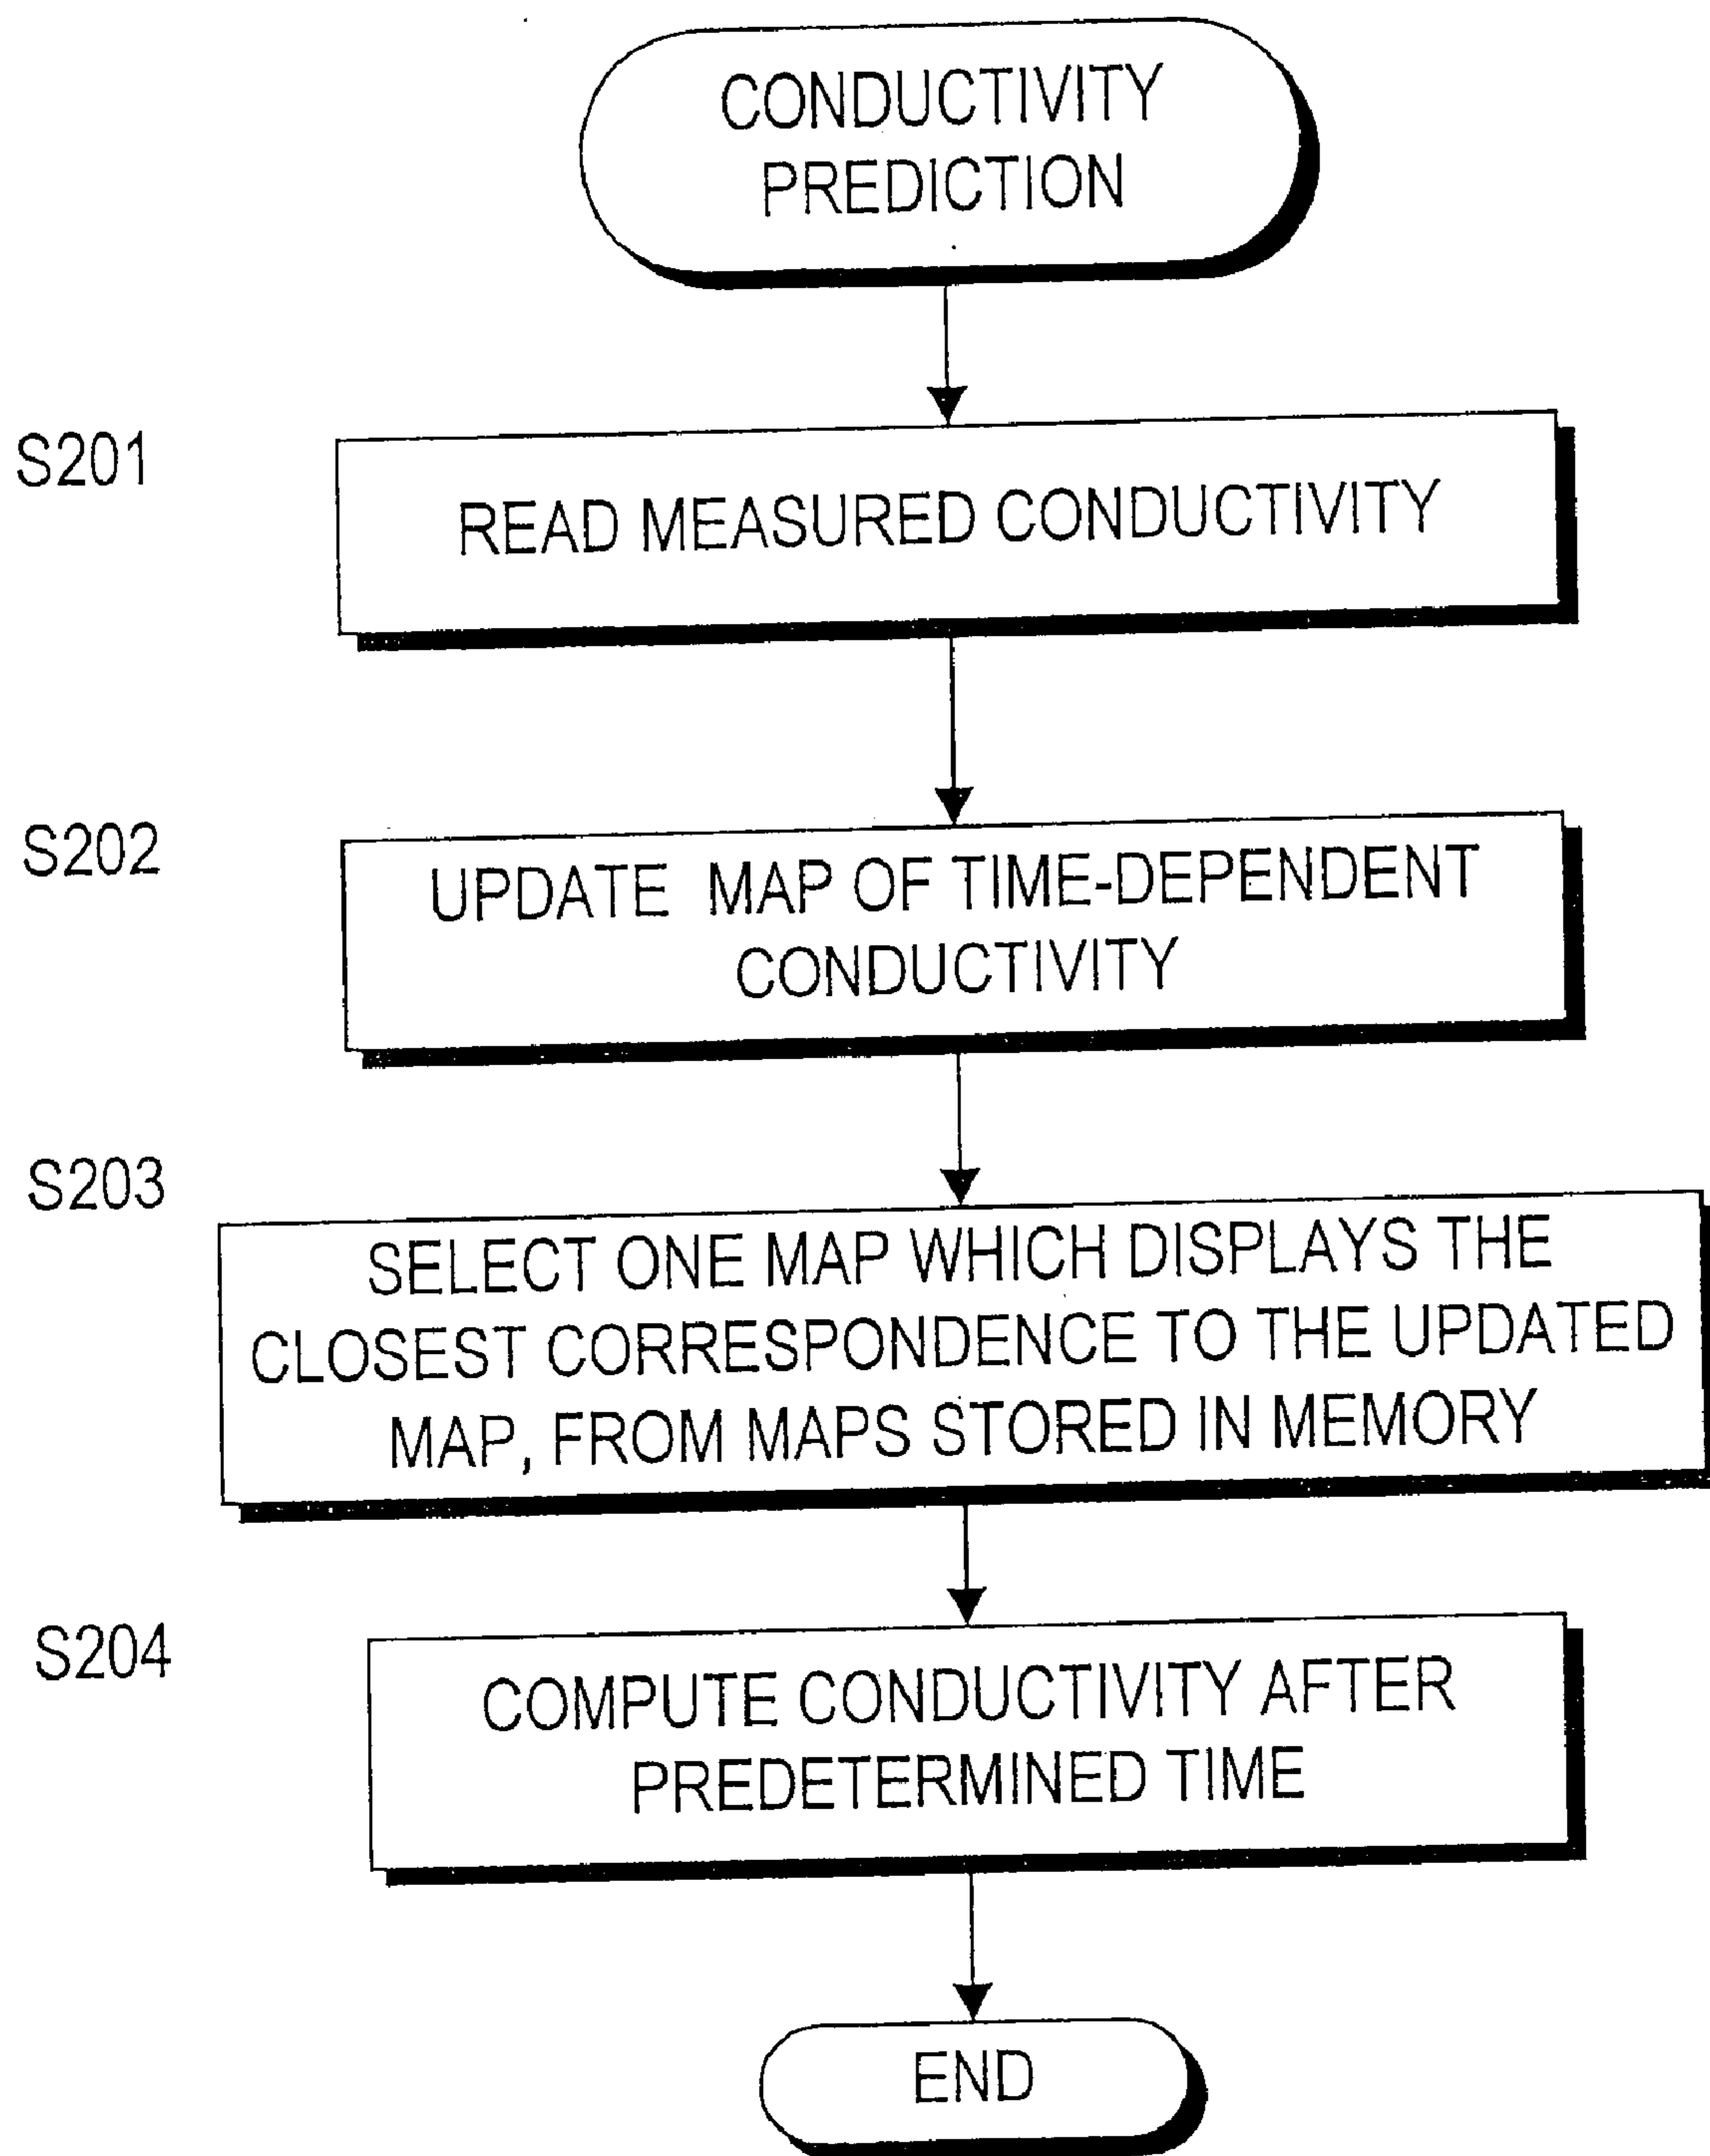 CONDUCTIVITY
PREDICTION
S201
READ MEASURED CONDUCTIVITY
S202
UPDATE MAP OF TIME-DEPENDENT
CONDUCTIVITY
S203
SELECT ONE MAP WHICH DISPLAYS THE
CLOSEST CORRESPONDENCE TO THE UPDATED
MAP, FROM MAPS STORED IN MEMORY
S204
COMPUTE CONDUCTIVITY AFTER
PREDETERMINED TIME
END